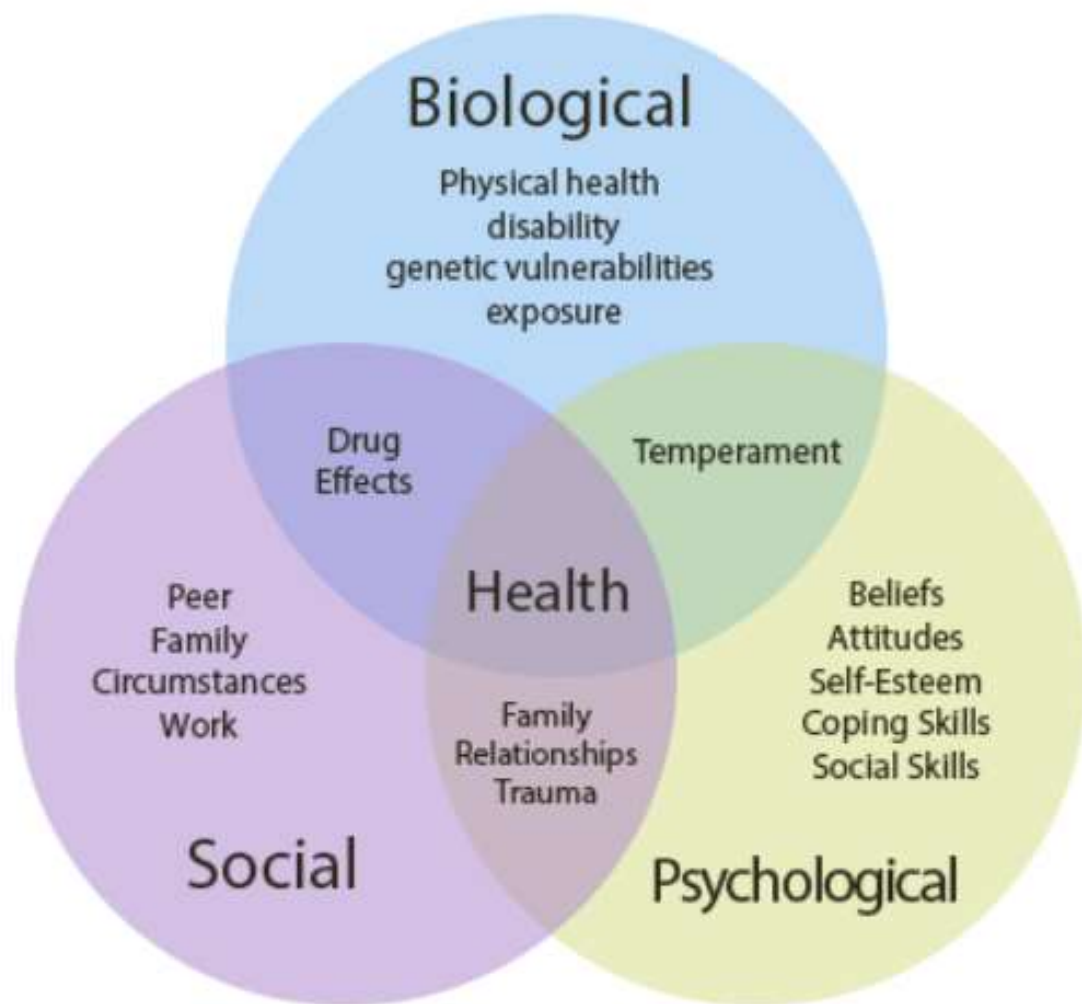 Biological
Physical health
disability
genetic vulnerabilities
exposure
Drug
Effects
Temperament
Health
Peer
Family
Circumstances
Work
Family
Relationships
Trauma
Beliefs
Attitudes
Self-Esteem
Coping Skills
Social Skills
Social
Psychological